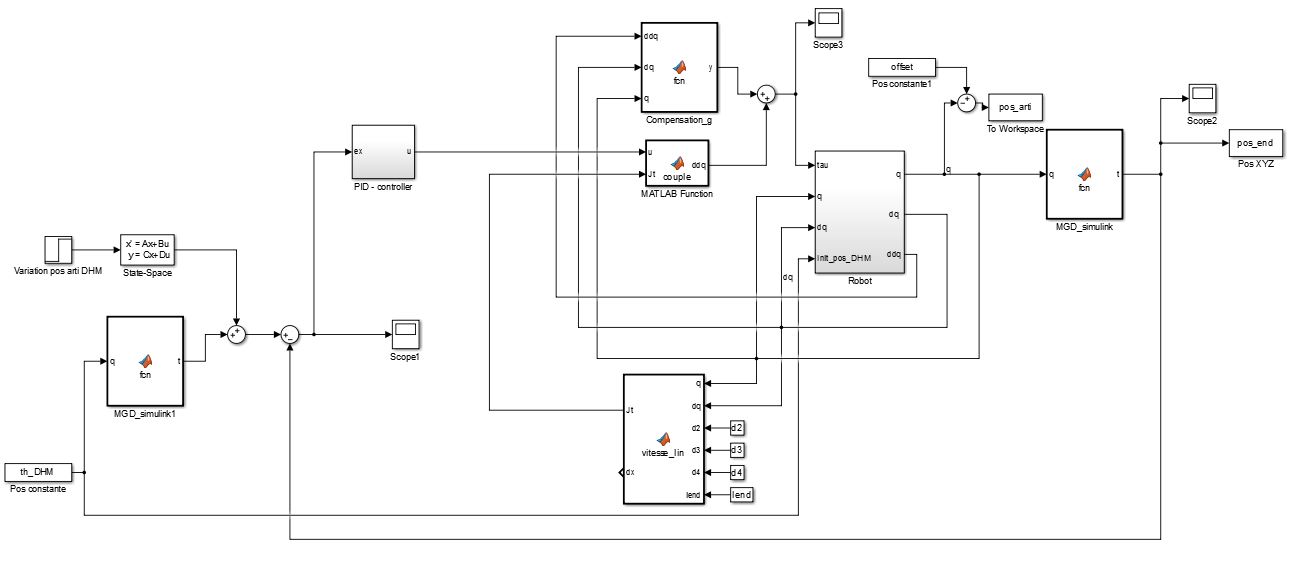 ddq
dq
q
fcn
y
Compensation_g
Scope3
offset
Pos constante1
pos_arti
To Workspace
Scope2
pos_end
Pos XYZ
ex
u
PID - controller
u
Jt
couple
ddq
MATLAB Function
tau
q
dq
Init_pos_DHM
q
dq
ddq
Robot
q
q
fcn
t
MGD_simulink
Variation pos arti DHM
x' = Ax+Bu
y = Cx+Du
State-Space
dq
Scope1
q
fcn
t
MGD_simulink1
Jt
dx
vitesse_lin
q
dq
d2
d3
d4
lend
d2
d3
d4
lend
th_DHM
Pos constante